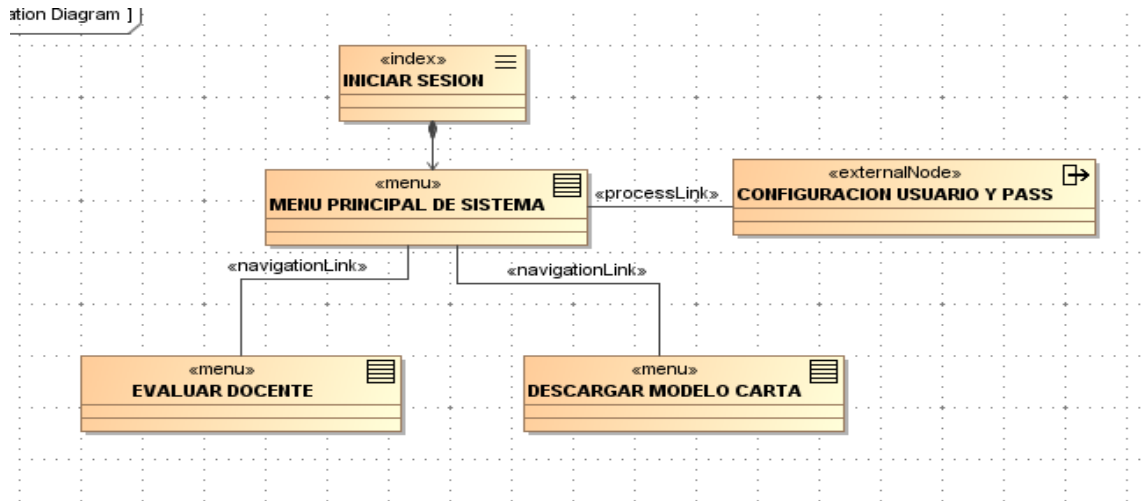 ation Diagram ]
«index»
INICIAR SESION
«menu»
MENU PRINCIPAL DE SISTEMA
«processLink»
«externalNode»
CONFIGURACION USUARIO Y PASS
«navigationLink»
«navigationLink»
«menu»
EVALUAR DOCENTE
«menu»
DESCARGAR MODELO CARTA